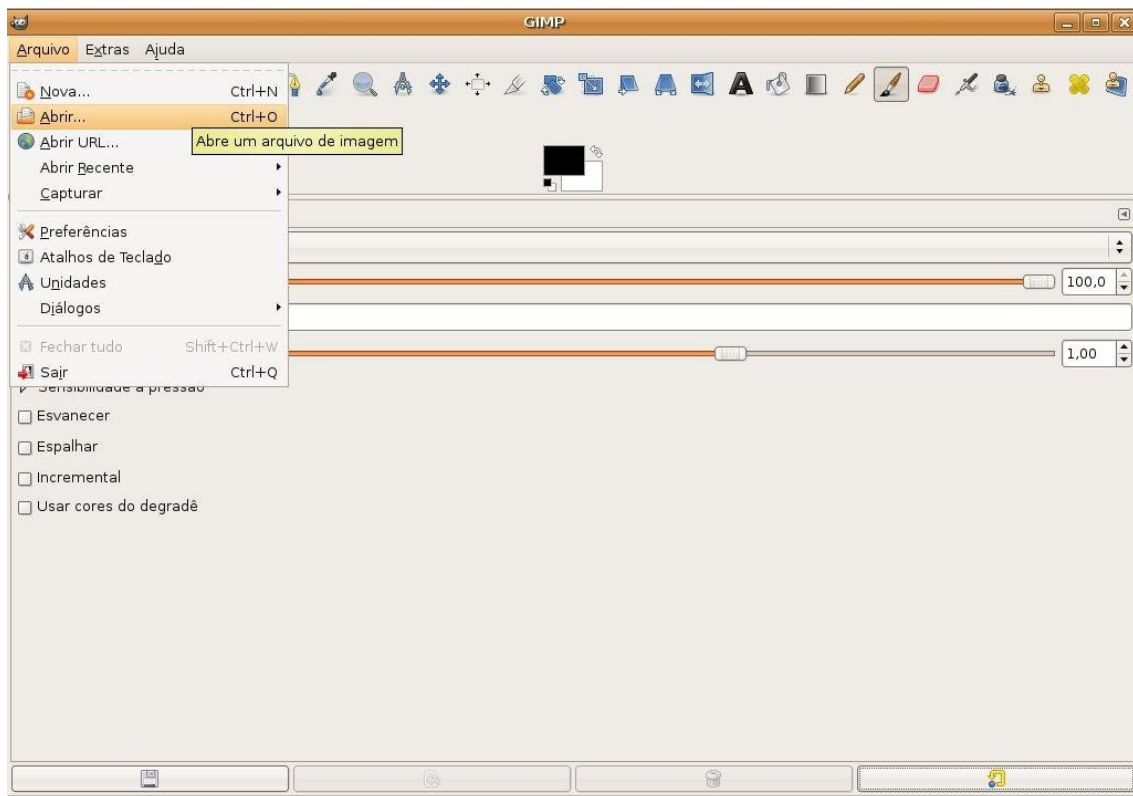 GIMP
Arquivo Extras Ajuda
Nova... Ctrl+N
Abrir... Ctrl+O
Abre um arquivo de imagem
Abrir URL...
Abrir Recente
Capturar
Preferências
Atalhos de Teclado
Unidades
Diálogos
100,0
Fechar tudo Shift+Ctrl+W
1,00
Sair Ctrl+Q
Sensibilidade à pressão
Esvanecer
Espalhar
Incremental
Usar cores do degradê